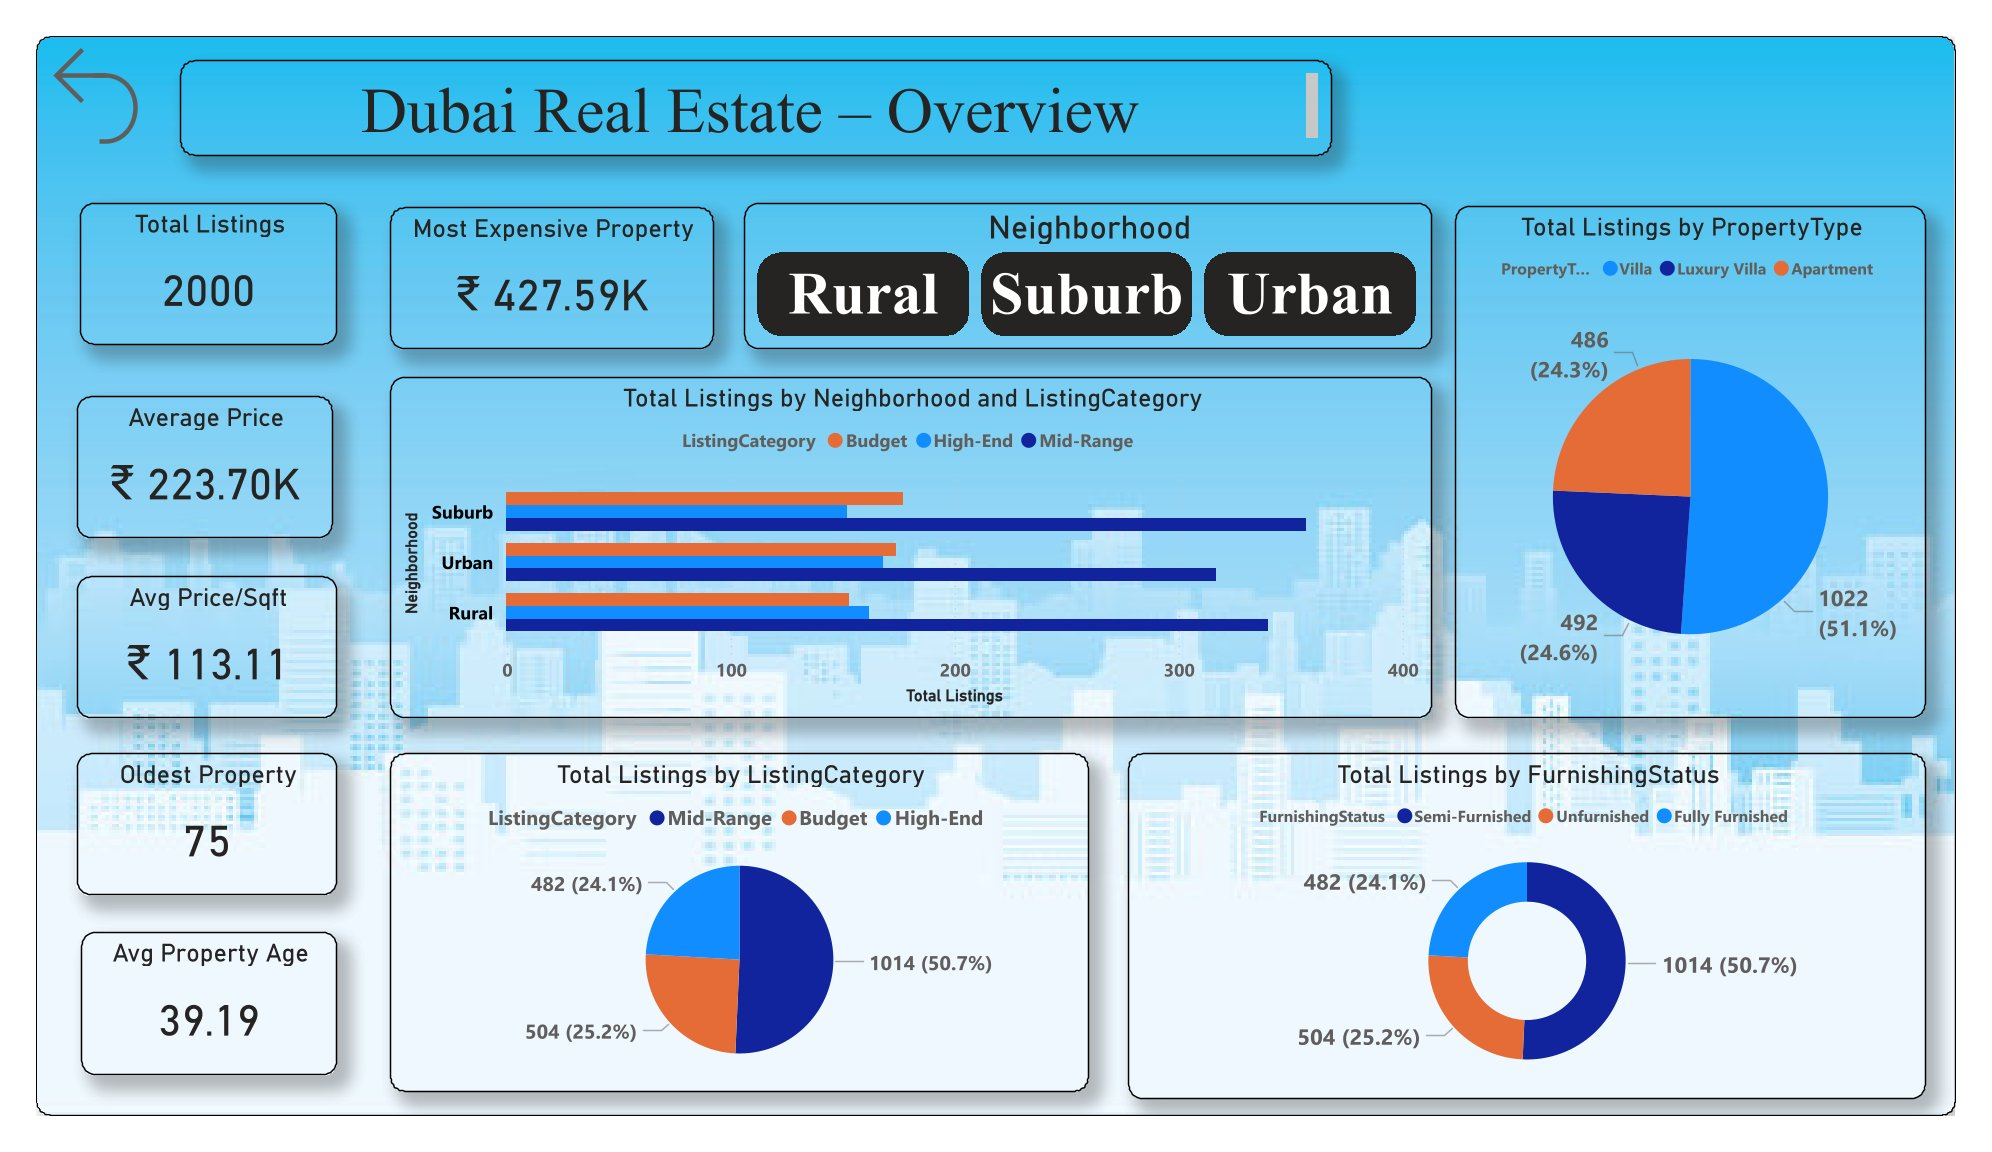 Dubai Real Estate – Overview
Total Listings
2000
Most Expensive Property
₹ 427.59K
Neighborhood
Rural Suburb Urban
Total Listings by PropertyType
PropertyT... Villa Luxury Villa Apartment
486
(24.3%)
1022
(51.1%)
492
(24.6%)
Average Price
₹ 223.70K
Avg Price/Sqft
₹ 113.11
Oldest Property
75
Avg Property Age
39.19
Total Listings by Neighborhood and ListingCategory
ListingCategory Budget High-End Mid-Range
Neighborhood
Suburb
Urban
Rural
0 100 200 300 400
Total Listings
Total Listings by ListingCategory
ListingCategory Mid-Range Budget High-End
482 (24.1%)
1014 (50.7%)
504 (25.2%)
Total Listings by FurnishingStatus
FurnishingStatus Semi-Furnished Unfurnished Fully Furnished
482 (24.1%)
1014 (50.7%)
504 (25.2%)